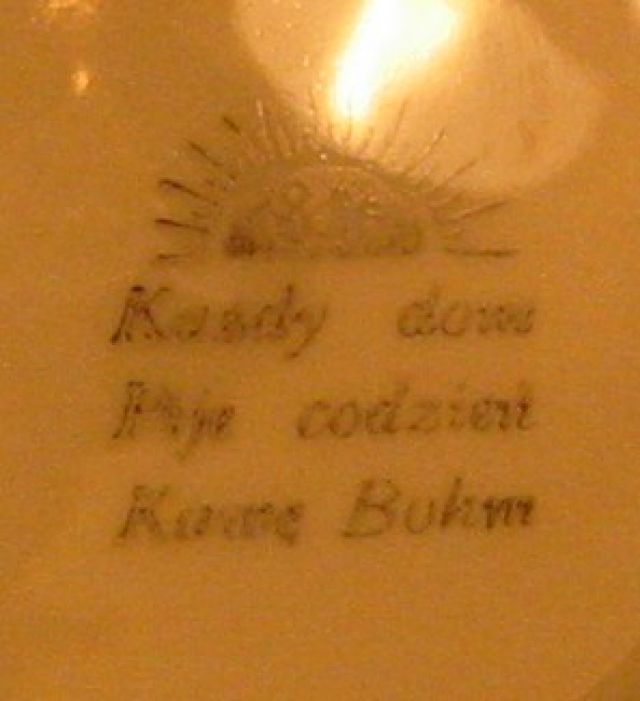 Każdy dom
Pije codzień
Kawę Bohm